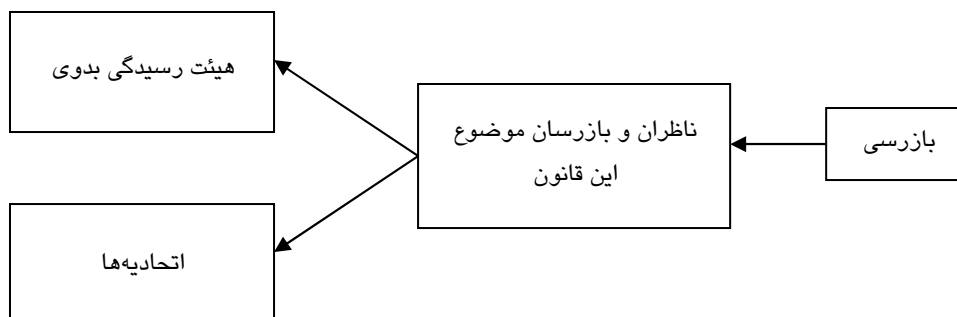 بازرسی
ناظران و بازرسان موضوع
این قانون
هیئت رسیدگی بدوی
اتحادیه‌ها